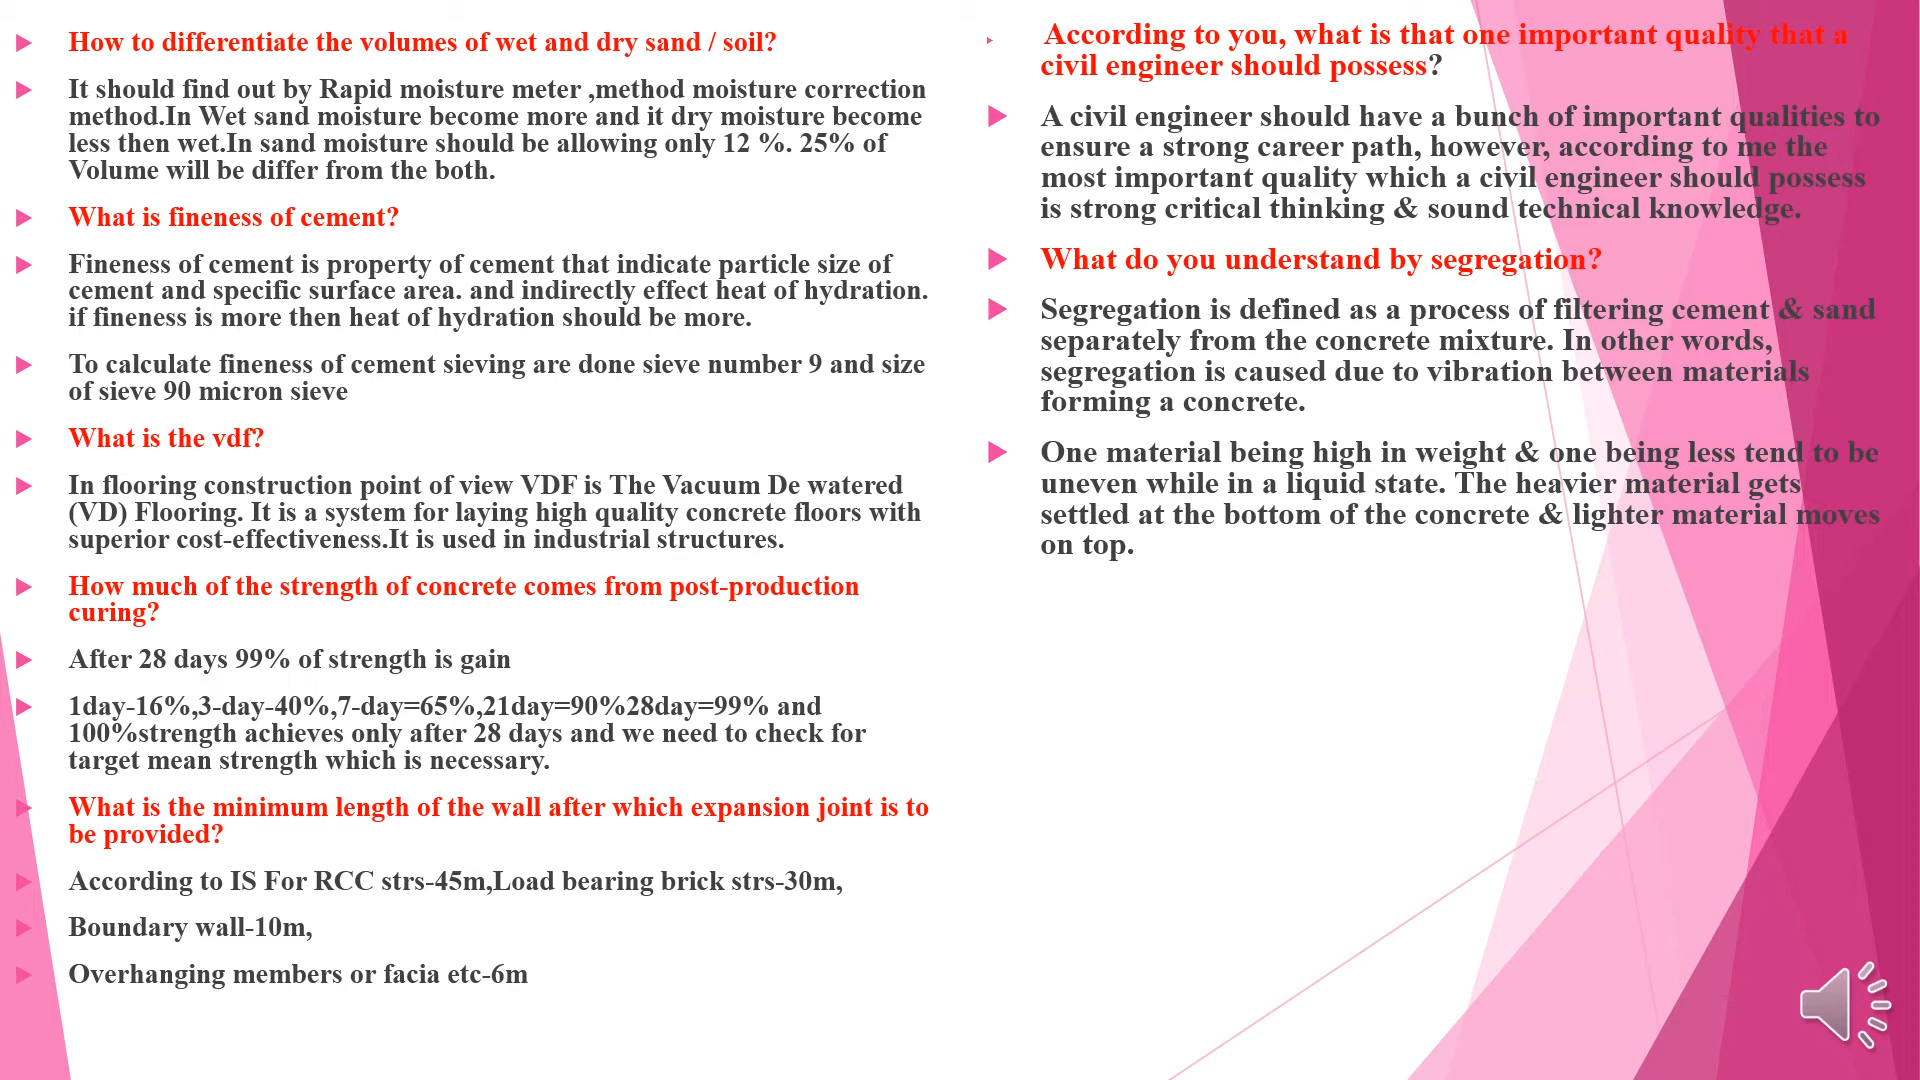 How to differentiate the volumes of wet and dry sand / soil?
It should find out by Rapid moisture meter ,method moisture correction
method.In Wet sand moisture become more and it dry moisture become
less then wet.In sand moisture should be allowing only 12 %. 25% of
Volume will be differ from the both.
What is fineness of cement?
Fineness of cement is property of cement that indicate particle size of
cement and specific surface area. and indirectly effect heat of hydration.
if fineness is more then heat of hydration should be more.
To calculate fineness of cement sieving are done sieve number 9 and size
of sieve 90 micron sieve
What is the vdf?
In flooring construction point of view VDF is The Vacuum De watered
(VD) Flooring. It is a system for laying high quality concrete floors with
superior cost-effectiveness.It is used in industrial structures.
How much of the strength of concrete comes from post-production
curing?
After 28 days 99% of strength is gain
1day-16%,3-day-40%,7-day=65%,21day=90%28day=99% and
100%strength achieves only after 28 days and we need to check for
target mean strength which is necessary.
What is the minimum length of the wall after which expansion joint is to
be provided?
According to IS For RCC strs-45m,Load bearing brick strs-30m,
Boundary wall-10m,
Overhanging members or facia etc-6m
According to you, what is that one important quality that a
civil engineer should possess?
A civil engineer should have a bunch of important qualities to
ensure a strong career path, however, according to me the
most important quality which a civil engineer should possess
is strong critical thinking & sound technical knowledge.
What do you understand by segregation?
Segregation is defined as a process of filtering cement & sand
separately from the concrete mixture. In other words,
segregation is caused due to vibration between materials
forming a concrete.
One material being high in weight & one being less tend to be
uneven while in a liquid state. The heavier material gets
settled at the bottom of the concrete & lighter material moves
on top.